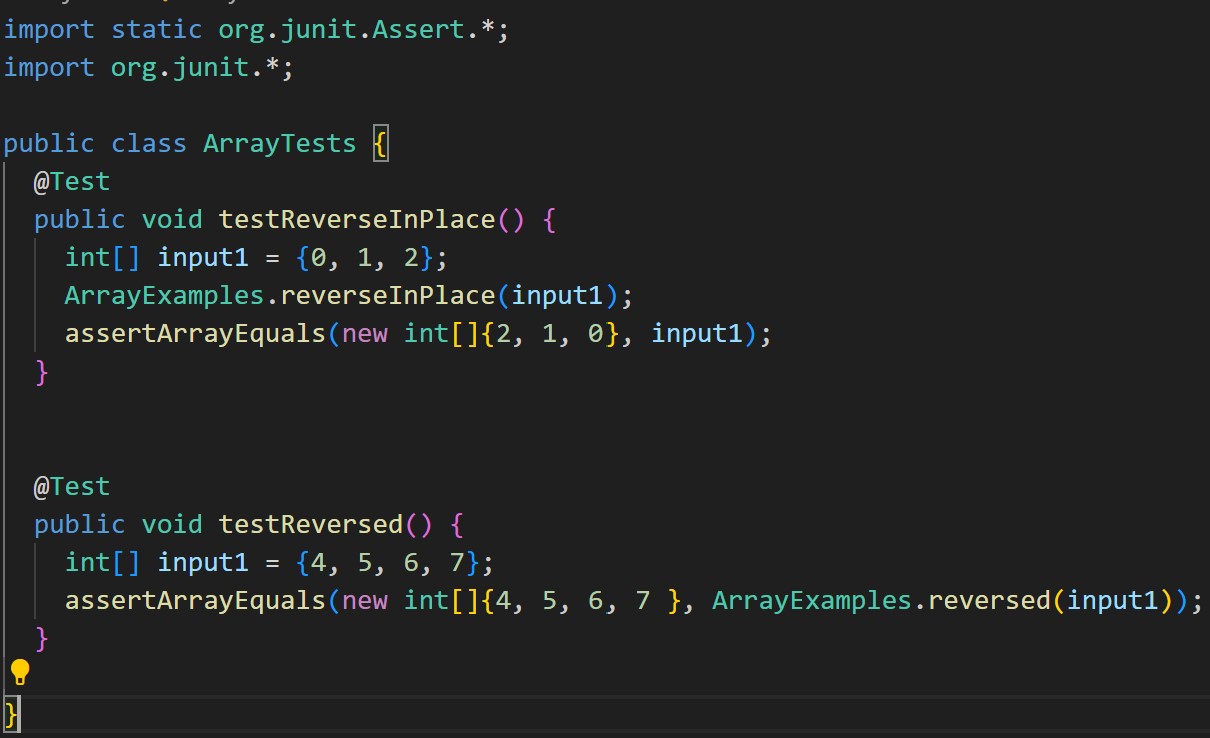 import static org.junit.Assert.*;
import org.junit.*;
public class ArrayTests {
@Test
public void testReverseInPlace() {
int[] input1 = {0, 1, 2};
ArrayExamples.reverseInPlace(input1);
assertArrayEquals(new int[]{2, 1, 0}, input1);
}
@Test
public void testReversed() {
int[] input1 = {4, 5, 6, 7};
assertArrayEquals(new int[]{4, 5, 6, 7 }, ArrayExamples.reversed(input1));
}
}